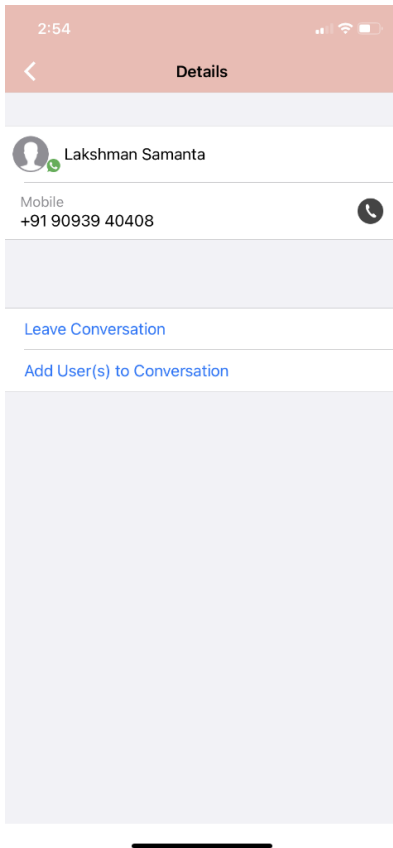 2:54
Details
Lakshman Samanta
Mobile
+91 90939 40408
Leave Conversation
Add User(s) to Conversation